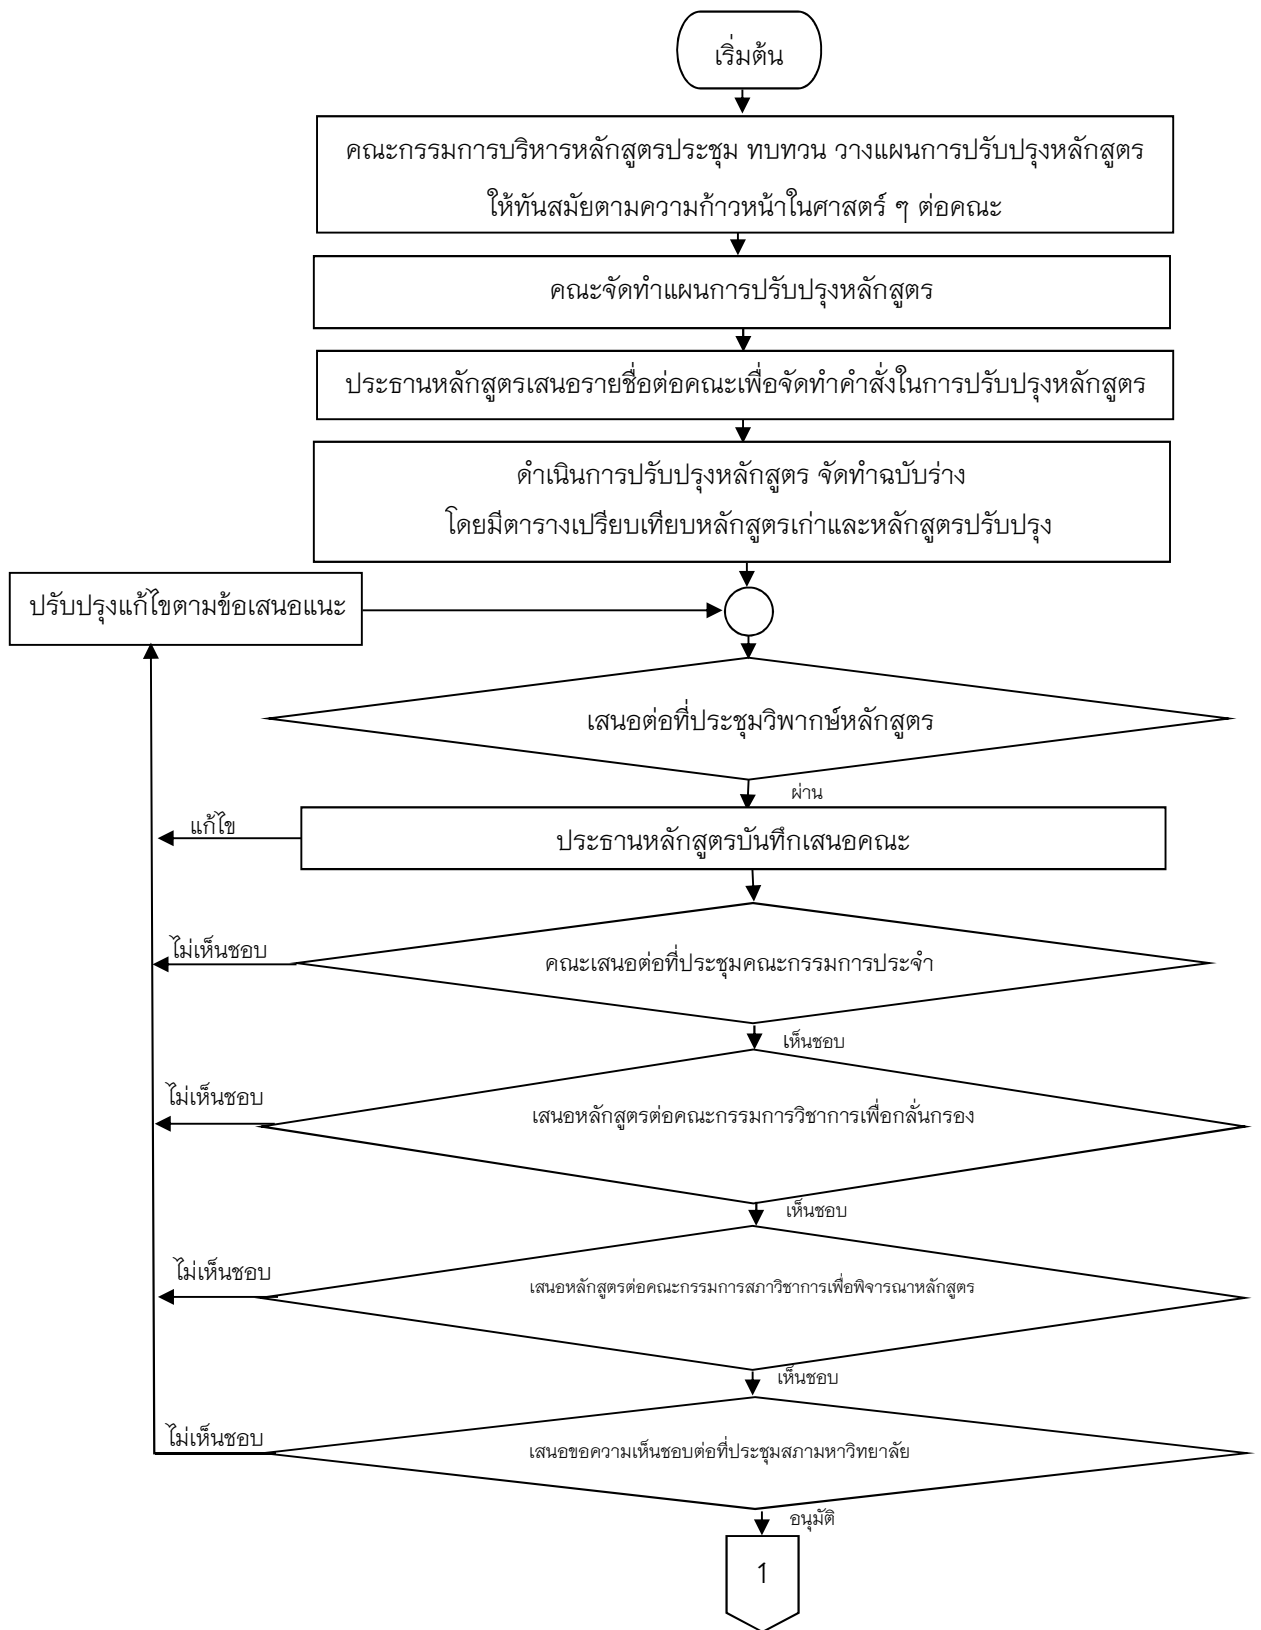 เริ่มต้น
คณะกรรมการบริหารหลักสูตรประชุม ทบทวน วางแผนการปรับปรุงหลักสูตร
ให้ทันสมัยตามความก้าวหน้าในศาสตร์ ๆ ต่อคณะ
คณะจัดทำแผนการปรับปรุงหลักสูตร
ประธานหลักสูตรเสนอรายชื่อต่อคณะเพื่อจัดทำคำสั่งในการปรับปรุงหลักสูตร
ดำเนินการปรับปรุงหลักสูตร จัดทำฉบับร่าง
โดยมีตารางเปรียบเทียบหลักสูตรเก่าและหลักสูตรปรับปรุง
ปรับปรุงแก้ไขตามข้อเสนอแนะ
เสนอต่อที่ประชุมวิพากษ์หลักสูตร
ผ่าน
แก้ไข
ประธานหลักสูตรบันทึกเสนอคณะ
ไม่เห็นชอบ
คณะเสนอต่อที่ประชุมคณะกรรมการประจำ
เห็นชอบ
ไม่เห็นชอบ
เสนอหลักสูตรต่อคณะกรรมการวิชาการเพื่อกลั่นกรอง
เห็นชอบ
ไม่เห็นชอบ
เสนอหลักสูตรต่อคณะกรรมการสภาวิชาการเพื่อพิจารณาหลักสูตร
เห็นชอบ
ไม่เห็นชอบ
เสนอขอความเห็นชอบต่อที่ประชุมสภามหาวิทยาลัย
อนุมัติ
1